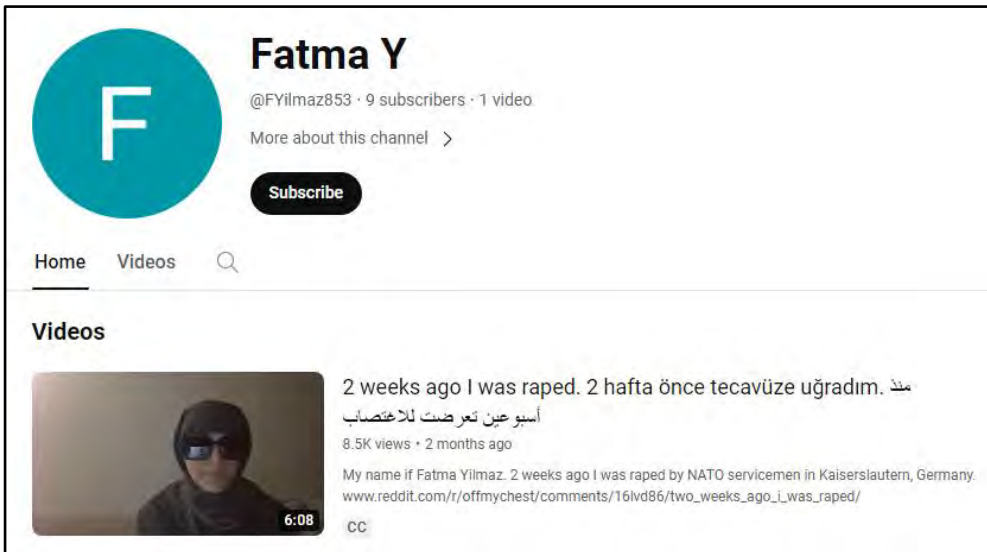 F
Fatma Y
@FYilmaz853 · 9 subscribers · 1 video
More about this channel
Subscribe
Home Videos
Videos
2 weeks ago I was raped. 2 hafta önce tecavüze uğradım. منذ
أسبوعين تعرضت للاغتصاب
8.5K views • 2 months ago
My name if Fatma Yilmaz. 2 weeks ago I was raped by NATO servicemen in Kaiserslautern, Germany.
www.reddit.com/r/offmychest/comments/16lvd86/two_weeks_ago_i_was_raped/
6:08
CC